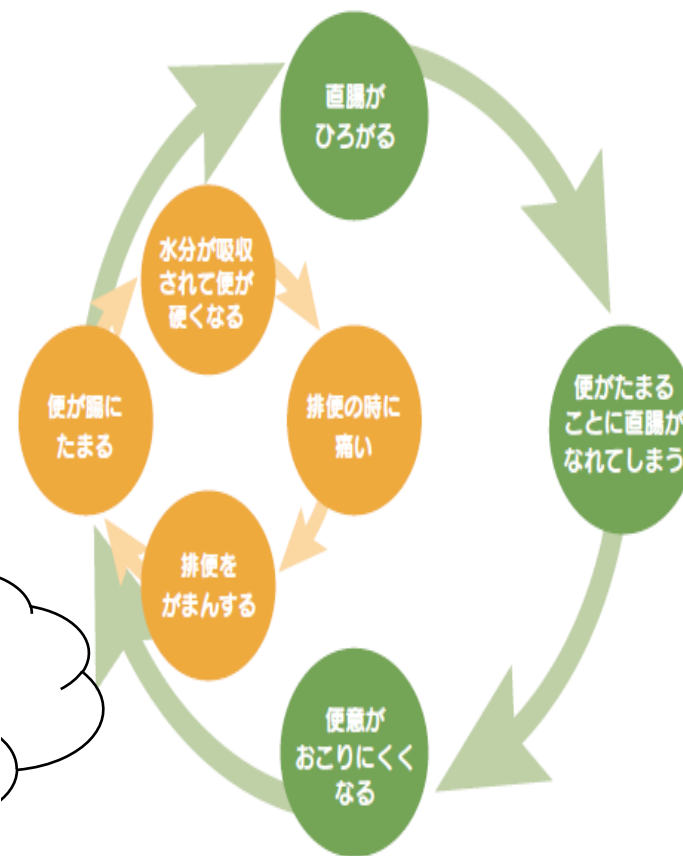 直腸が
ひろがる
水分が吸収
されて便が
硬くなる
便が腸に
たまる
排便の時に
痛い
便がたまる
ことに直腸が
なれてしまう
排便を
がまんする
便意が
おこりにくく
なる